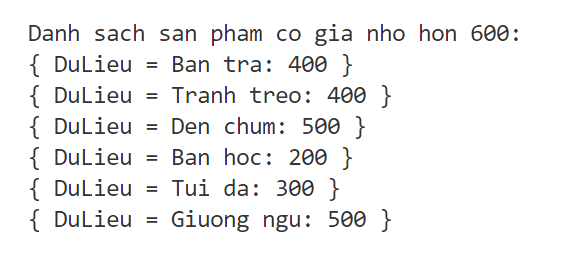 Danh sach san pham co gia nho hon 600:
{ DuLieu = Ban tra: 400 }
{ DuLieu = Tranh treo: 400 }
{ DuLieu = Den chum: 500 }
{ DuLieu = Ban hoc: 200 }
{ DuLieu = Tui da: 300 }
{ DuLieu = Giuong ngu: 500 }